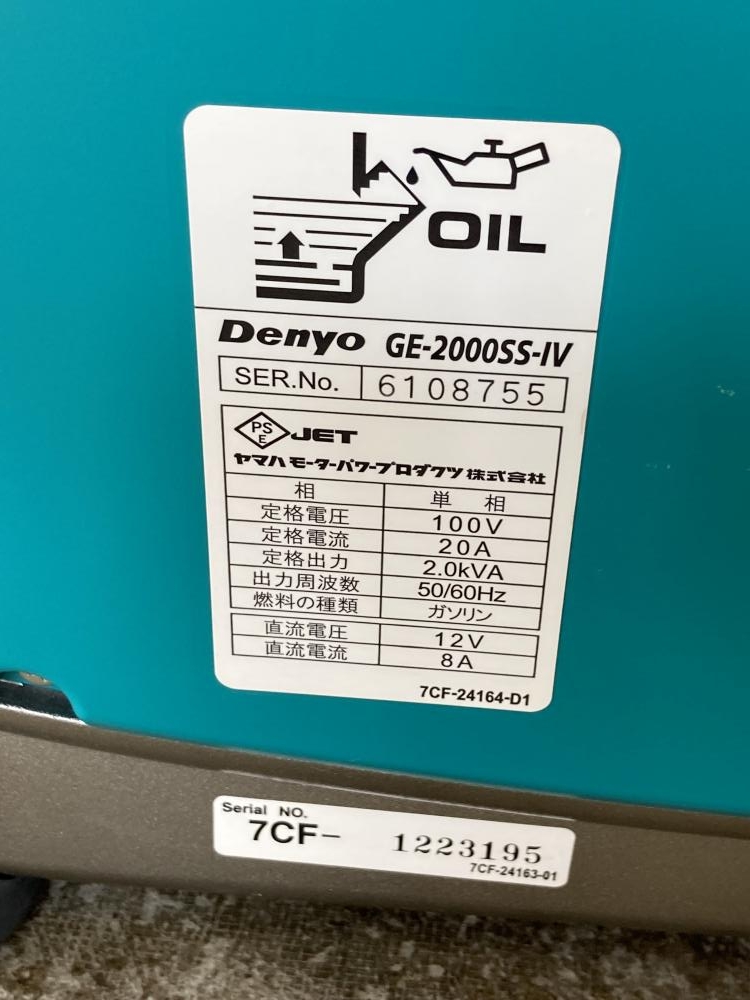 OIL
Denyo GE-2000SS-IV
SER.No. 6108755
PS E JET
ヤマハモーターパワープロダクツ株式会社
相 単相
定格電圧 100V
定格電流 20A
定格出力 2.0kVA
出力周波数 50/60Hz
燃料の種類 ガソリン
直流電圧 12V
直流電流 8A
7CF-24164-D1
Serial NO.
7CF- 1223195
7CF-24163-01